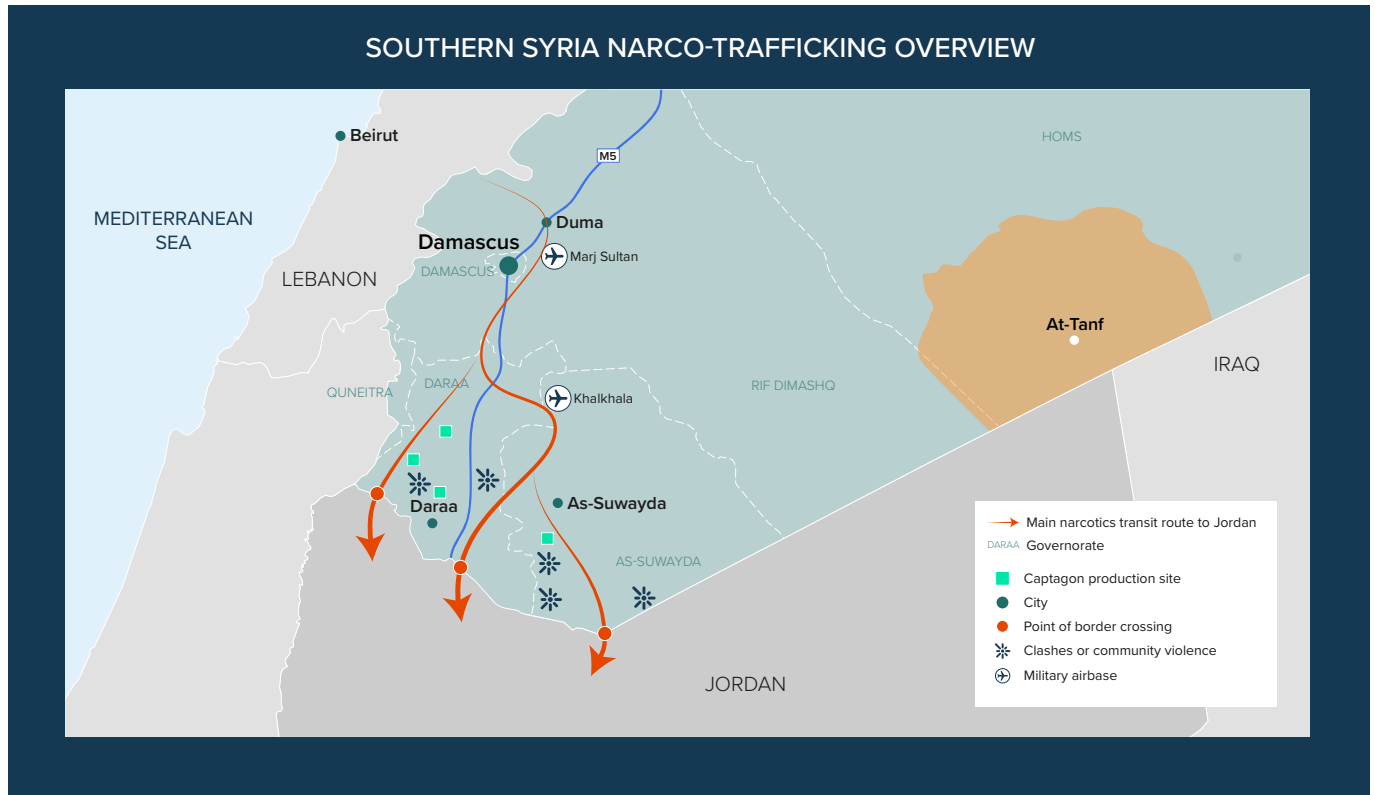 SOUTHERN SYRIA NARCO-TRAFFICKING OVERVIEW
Beirut
HOMS
M5
MEDITERRANEAN
SEA
Duma
Damascus
Marj Sultan
DAMASCUS
LEBANON
At-Tanf
IRAQ
QUNEITRA
DARAA
RIF DIMASHQ
Khalkhala
Daraa
As-Suwayda
AS-SUWAYDA
JORDAN
Main narcotics transit route to Jordan
DARAA Governorate
Captagon production site
City
Point of border crossing
Clashes or community violence
Military airbase